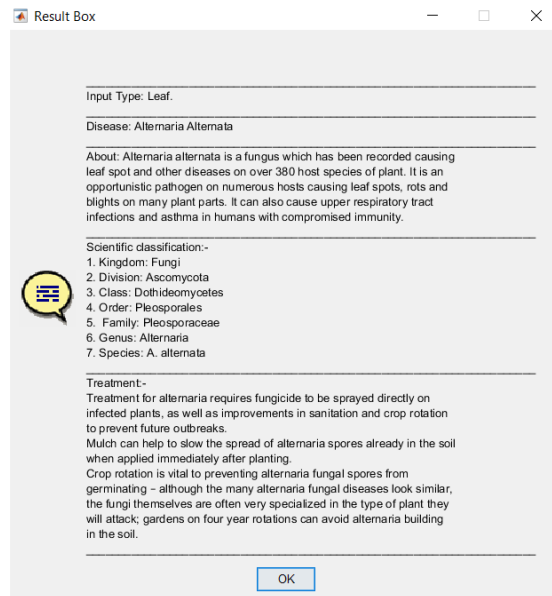 Result Box
Input Type: Leaf.
Disease: Alternaria Alternata
About: Alternaria alternata is a fungus which has been recorded causing
leaf spot and other diseases on over 380 host species of plant. It is an
opportunistic pathogen on numerous hosts causing leaf spots, rots and
blights on many plant parts. It can also cause upper respiratory tract
infections and asthma in humans with compromised immunity.
Scientific classification:-
1. Kingdom: Fungi
2. Division: Ascomycota
3. Class: Dothideomycetes
4. Order: Pleosporales
5.  Family: Pleosporaceae
6. Genus: Alternaria
7. Species: A. alternata
Treatment:-
Treatment for alternaria requires fungicide to be sprayed directly on
infected plants, as well as improvements in sanitation and crop rotation
to prevent future outbreaks.
Mulch can help to slow the spread of alternaria spores already in the soil
when applied immediately after planting.
Crop rotation is vital to preventing alternaria fungal spores from
germinating – although the many alternaria fungal diseases look similar,
the fungi themselves are often very specialized in the type of plant they
will attack; gardens on four year rotations can avoid alternaria building
in the soil.
OK